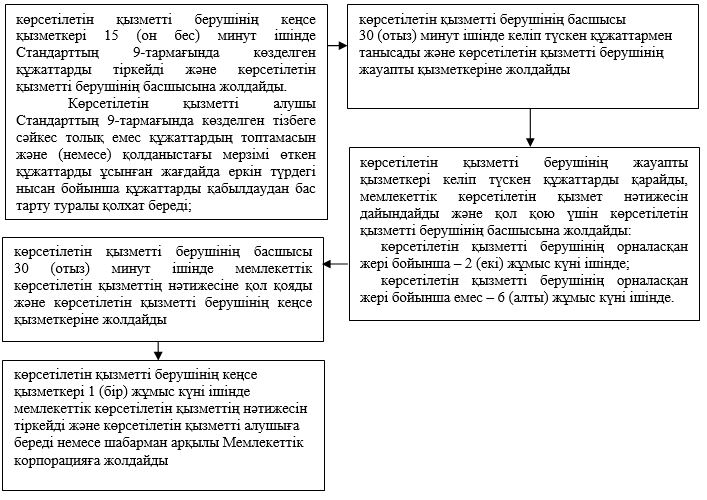 көрсетілетін қызметті берушінің кеңсе
қызметкері 15 (он бес) минут ішінде
Стандарттың 9-тармағында көзделген
құжаттарды тіркейді және көрсетілетін
қызметті берушінің басшысына жолдайды.
Көрсетілетін қызметті алушы
Стандарттың 9-тармағында көзделген тізбеге
сәйкес толық емес құжаттардың топтамасын
және (немесе) қолданыстағы мерзімі өткен
құжаттарды ұсынған жағдайда еркін түрдегі
нысан бойынша құжаттарды қабылдаудан бас
тарту туралы қолхат береді;
көрсетілетін қызметті берушінің басшысы
30 (отыз) минут ішінде келіп түскен құжаттармен
танысады және көрсетілетін қызметті берушінің
жауапты қызметкеріне жолдайды
көрсетілетін қызметті берушінің жауапты
қызметкері келіп түскен құжаттарды қарайды,
мемлекеттік көрсетілетін қызмет нәтижесін
дайындайды және қол қою үшін көрсетілетін
қызметті берушінің басшысына жолдайды:
көрсетілетін қызметті берушінің орналасқан
жері бойынша – 2 (екі) жұмыс күні ішінде;
көрсетілетін қызметті берушінің орналасқан
жері бойынша емес – 6 (алты) жұмыс күні ішінде.
көрсетілетін қызметті берушінің басшысы
30 (отыз) минут ішінде мемлекеттік
көрсетілетін қызметтің нәтижесіне қол қояды
және көрсетілетін қызметті берушінің кеңсе
қызметкеріне жолдайды
көрсетілетін қызметті берушінің кеңсе
қызметкері 1 (бір) жұмыс күні ішінде
мемлекеттік көрсетілетін қызметтің нәтижесін
тіркейді және көрсетілетін қызметті алушыға
береді немесе шабарман арқылы Мемлекеттік
корпорацияға жолдайды